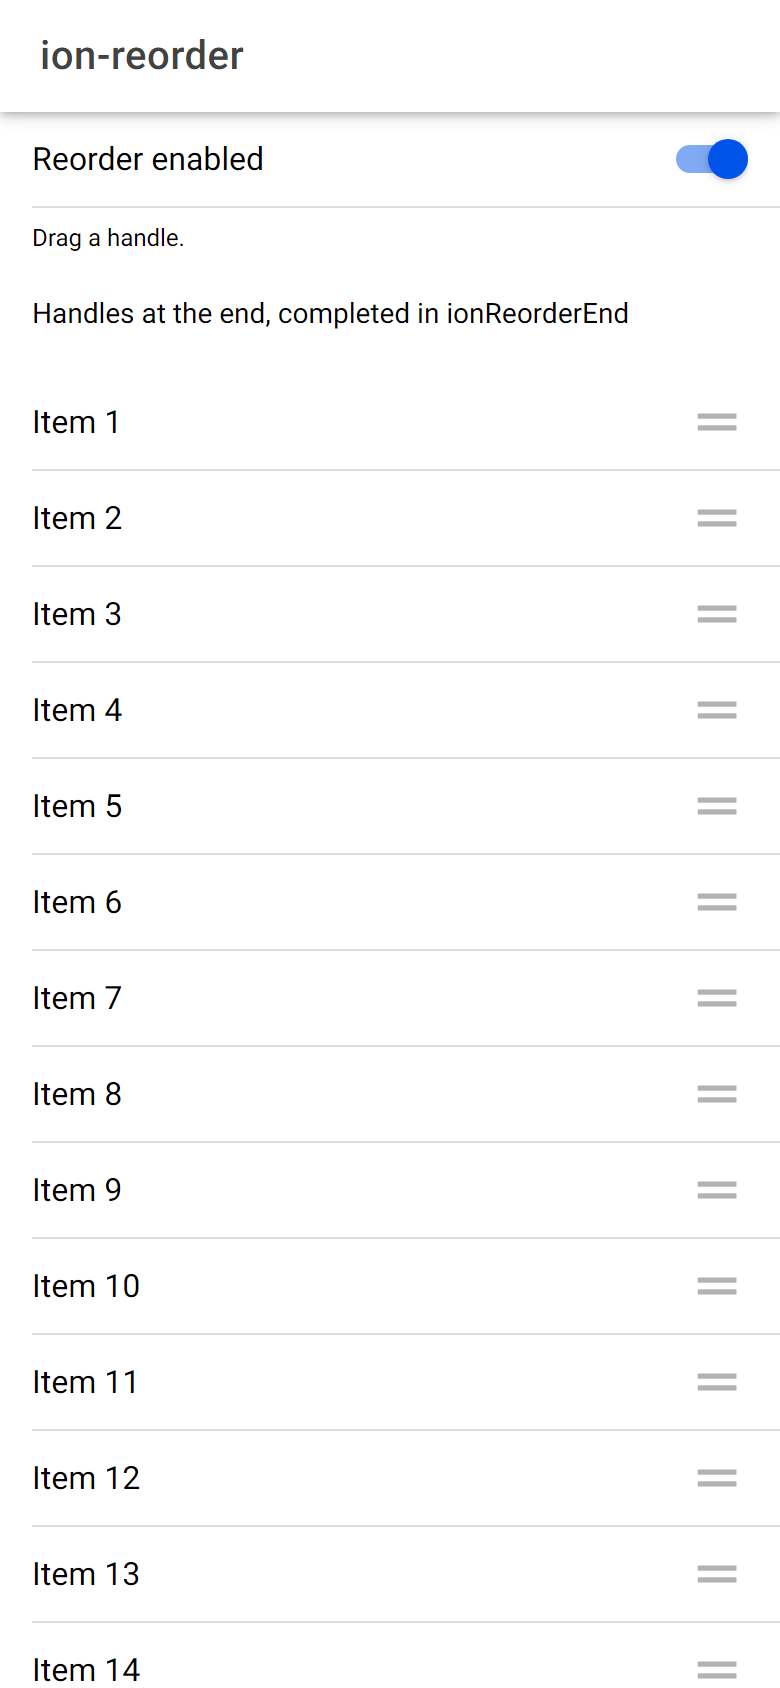 ion-reorder
Reorder enabled
Drag a handle.
Handles at the end, completed in ionReorderEnd
Item 1
Item 2
Item 3
Item 4
Item 5
Item 6
Item 7
Item 8
Item 9
Item 10
Item 11
Item 12
Item 13
Item 14